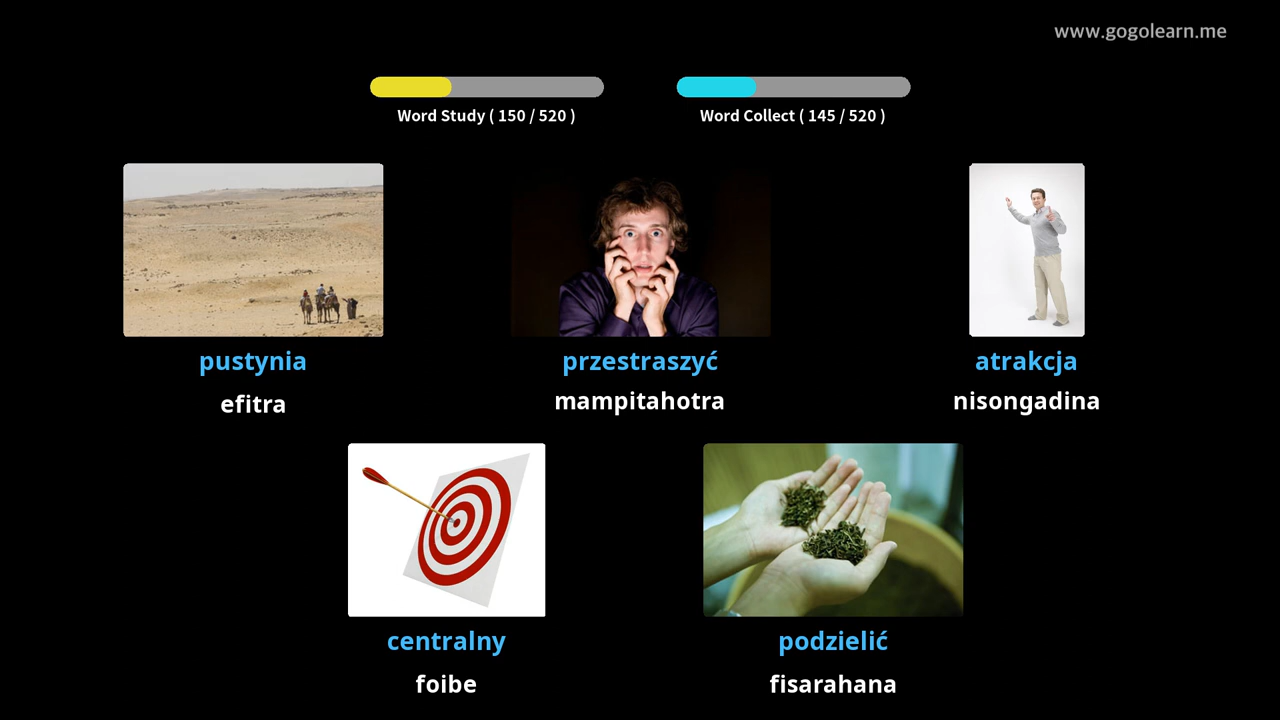 www.gogolearn.me
Word Study ( 150 / 520 )
Word Collect ( 145 / 520 )
pustynia
efitra
przestraszyć
mampitahotra
atrakcja
nisongadina
centralny
foibe
podzielić
fisarahana